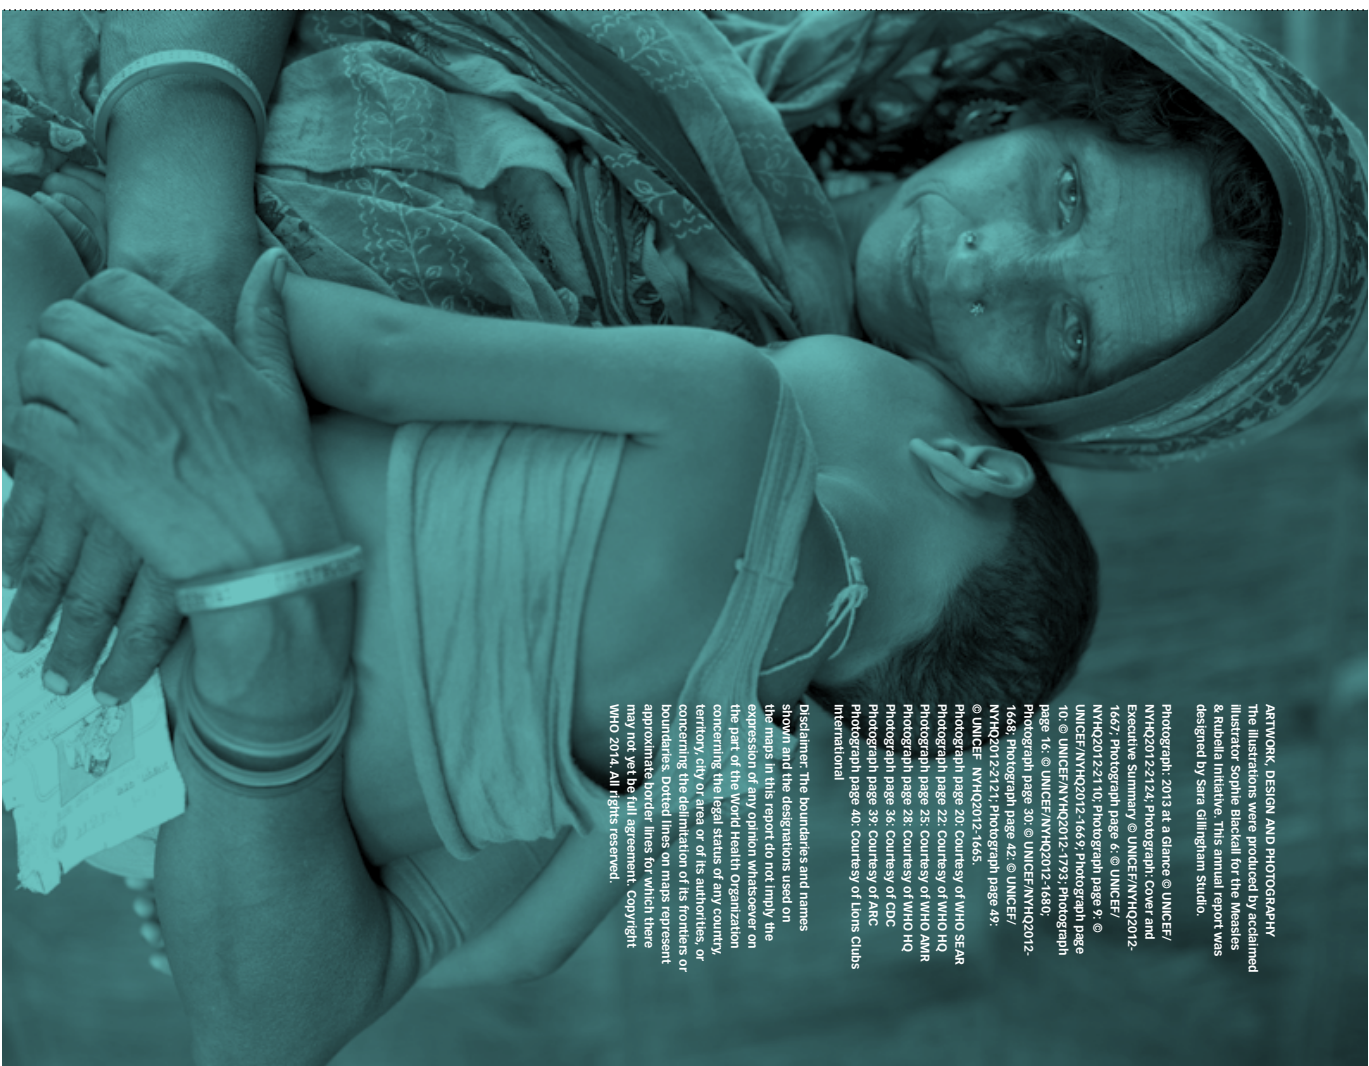 ARTWORK, DESIGN AND PHOTOGRAPHY
The illustrations were produced by acclaimed
illustrator Sophie Blackall for the Measles
& Rubella Initiative. This annual report was
designed by Sara Gillingham Studio.
Photograph: 2013 at a Glance © UNICEF/
NYHQ2012-2124; Photograph: Cover and
Executive Summary © UNICEF/NYHQ2012-
1667; Photograph page 6: © UNICEF/
NYHQ2012-2110; Photograph page 9: ©
UNICEF/NYHQ2012-1669; Photograph page
10: © UNICEF/NYHQ2012-1793; Photograph
page 16: © UNICEF/NYHQ2012-1680;
Photograph page 30: © UNICEF/NYHQ2012-
1668; Photograph page 42: © UNICEF/
NYHQ2012-2121; Photograph page 49:
© UNICEF NYHQ2012-1665.
Photograph page 20: Courtesy of WHO SEAR
Photograph page 22: Courtesy of WHO HQ
Photograph page 25: Courtesy of WHO AMR
Photograph page 28: Courtesy of WHO HQ
Photograph page 36: Courtesy of CDC
Photograph page 39: Courtesy of ARC
Photograph page 40: Courtesy of Lions Clubs
International
Disclaimer: The boundaries and names
shown and the designations used on
the maps in this report do not imply the
expression of any opinion whatsoever on
the part of the World Health Organization
concerning the legal status of any country,
territory, city or area or of its authorities, or
concerning the delimitation of its frontiers or
boundaries. Dotted lines on maps represent
approximate border lines for which there
may not yet be full agreement. Copyright
WHO 2014. All rights reserved.